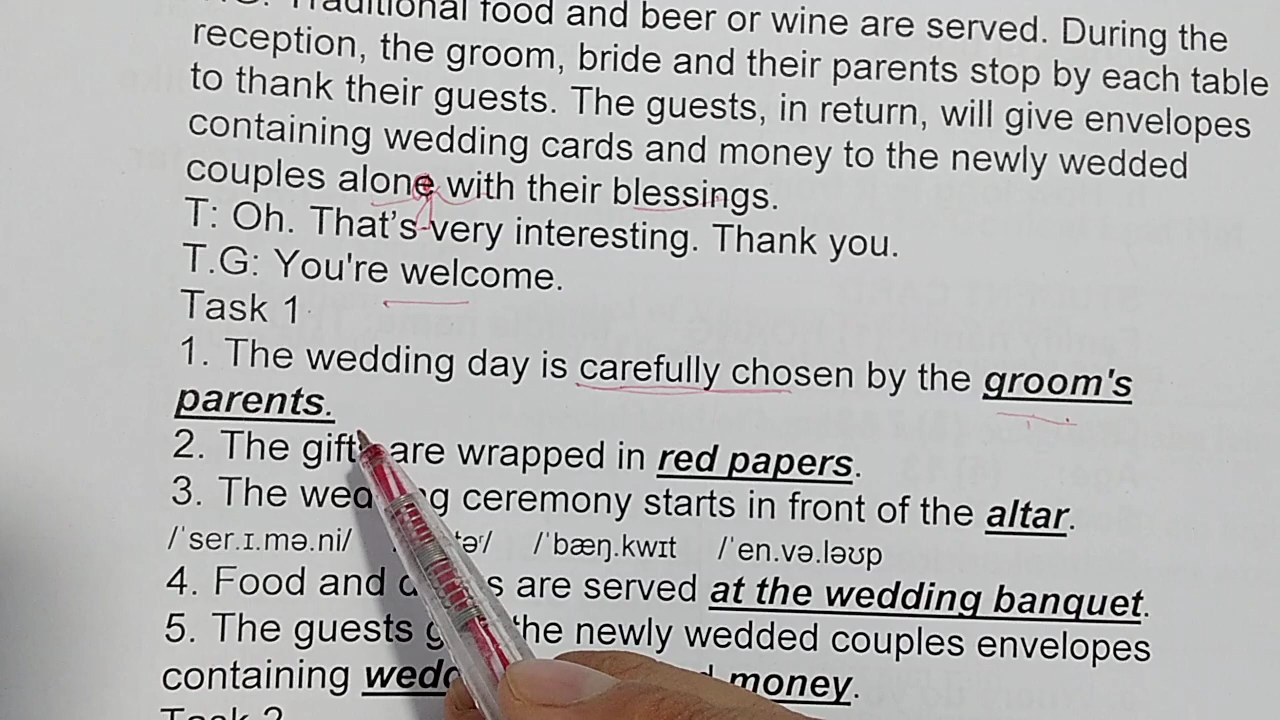 Traditional food and beer or wine are served. During the
reception, the groom, bride and their parents stop by each table
to thank their guests. The guests, in return, will give envelopes
containing wedding cards and money to the newly wedded
couples alone with their blessings.
T: Oh. That's very interesting. Thank you.
T.G: You're welcome.
Task 1
1. The wedding day is carefully chosen by the groom's
parents.
2. The gifts are wrapped in red papers.
3. The wedding ceremony starts in front of the altar.
/ˈser.ɪ.mə.ni/ /ˈbæŋ.kwɪt /ˈen.və.ləʊp
4. Food and are served at the wedding banquet.
5. The guests the newly wedded couples envelopes
containing money.
Task 2